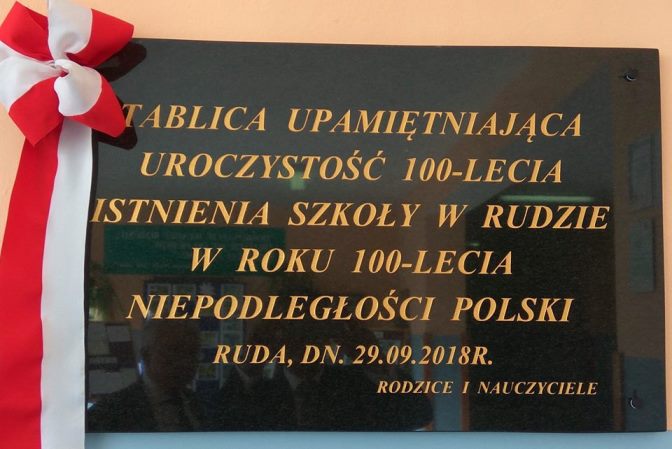 TABLICA UPAMIĘTNIAJĄCA
UROCZYSTOŚĆ 100-LECIA
ISTNIENIA SZKOŁY W RUDZIE
W ROKU 100-LECIA
NIEPODLEGŁOŚCI POLSKI
RUDA, DN. 29.09.2018R.
RODZICE I NAUCZYCIELE